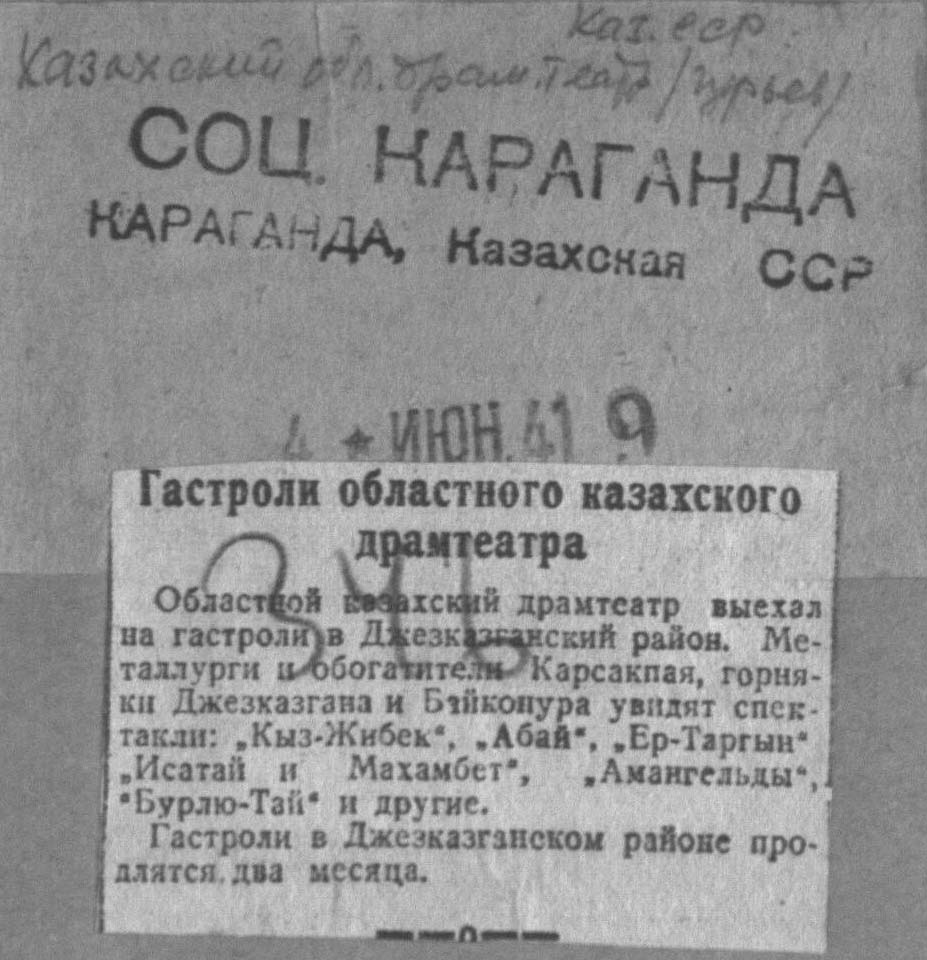 Каз. ССР.
Казахский обл. драм. театр /Гурьев/
СОЦ. КАРАГАНДА
КАРАГАНДА, Казахская ССР
4 ★ ИЮН. 41 9
Гастроли областного казахского
драмтеатра
346
Областной казахский драмтеатр выехал
на гастроли в Джезказганский район. Ме-
таллурги и обогатители Карсакпая, горня-
ки Джезказгана и Байконура увидят спек-
такли: „Кыз-Жибек“, „Абай“, „Ер-Таргын“
„Исатай и Махамбет“, „Амангельды“,
“Бурлю-Тай“ и другие.
Гастроли в Джезказганском районе про-
длятся два месяца.